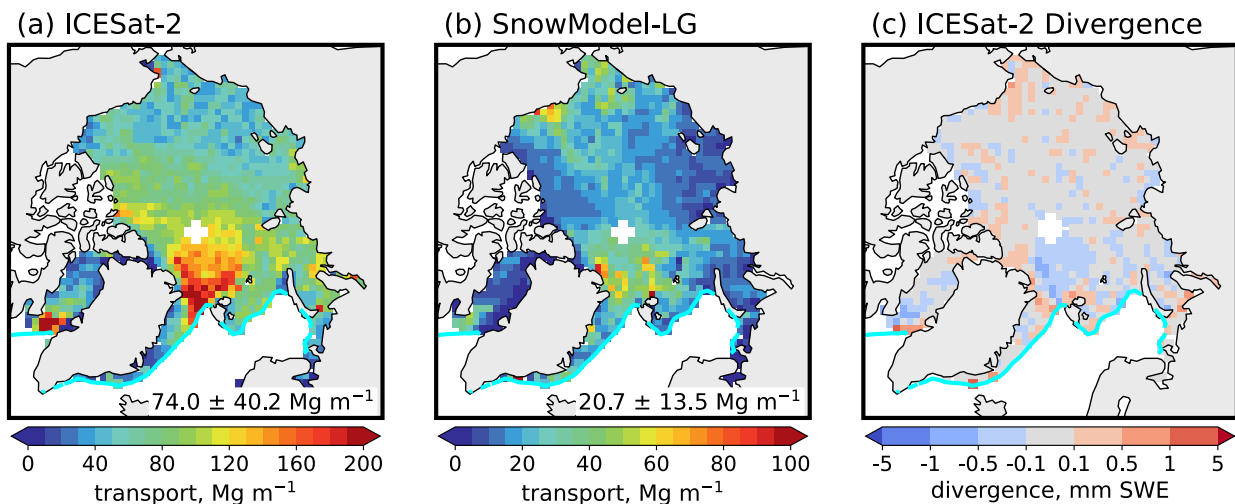 (a) ICESat-2
(b) SnowModel-LG
(c) ICESat-2 Divergence
74.0 ± 40.2 Mg m⁻¹
20.7 ± 13.5 Mg m⁻¹
0 40 80 120 160 200
0 20 40 60 80 100
-5 -1 -0.5 -0.1 0.1 0.5 1 5
transport, Mg m⁻¹
transport, Mg m⁻¹
divergence, mm SWE